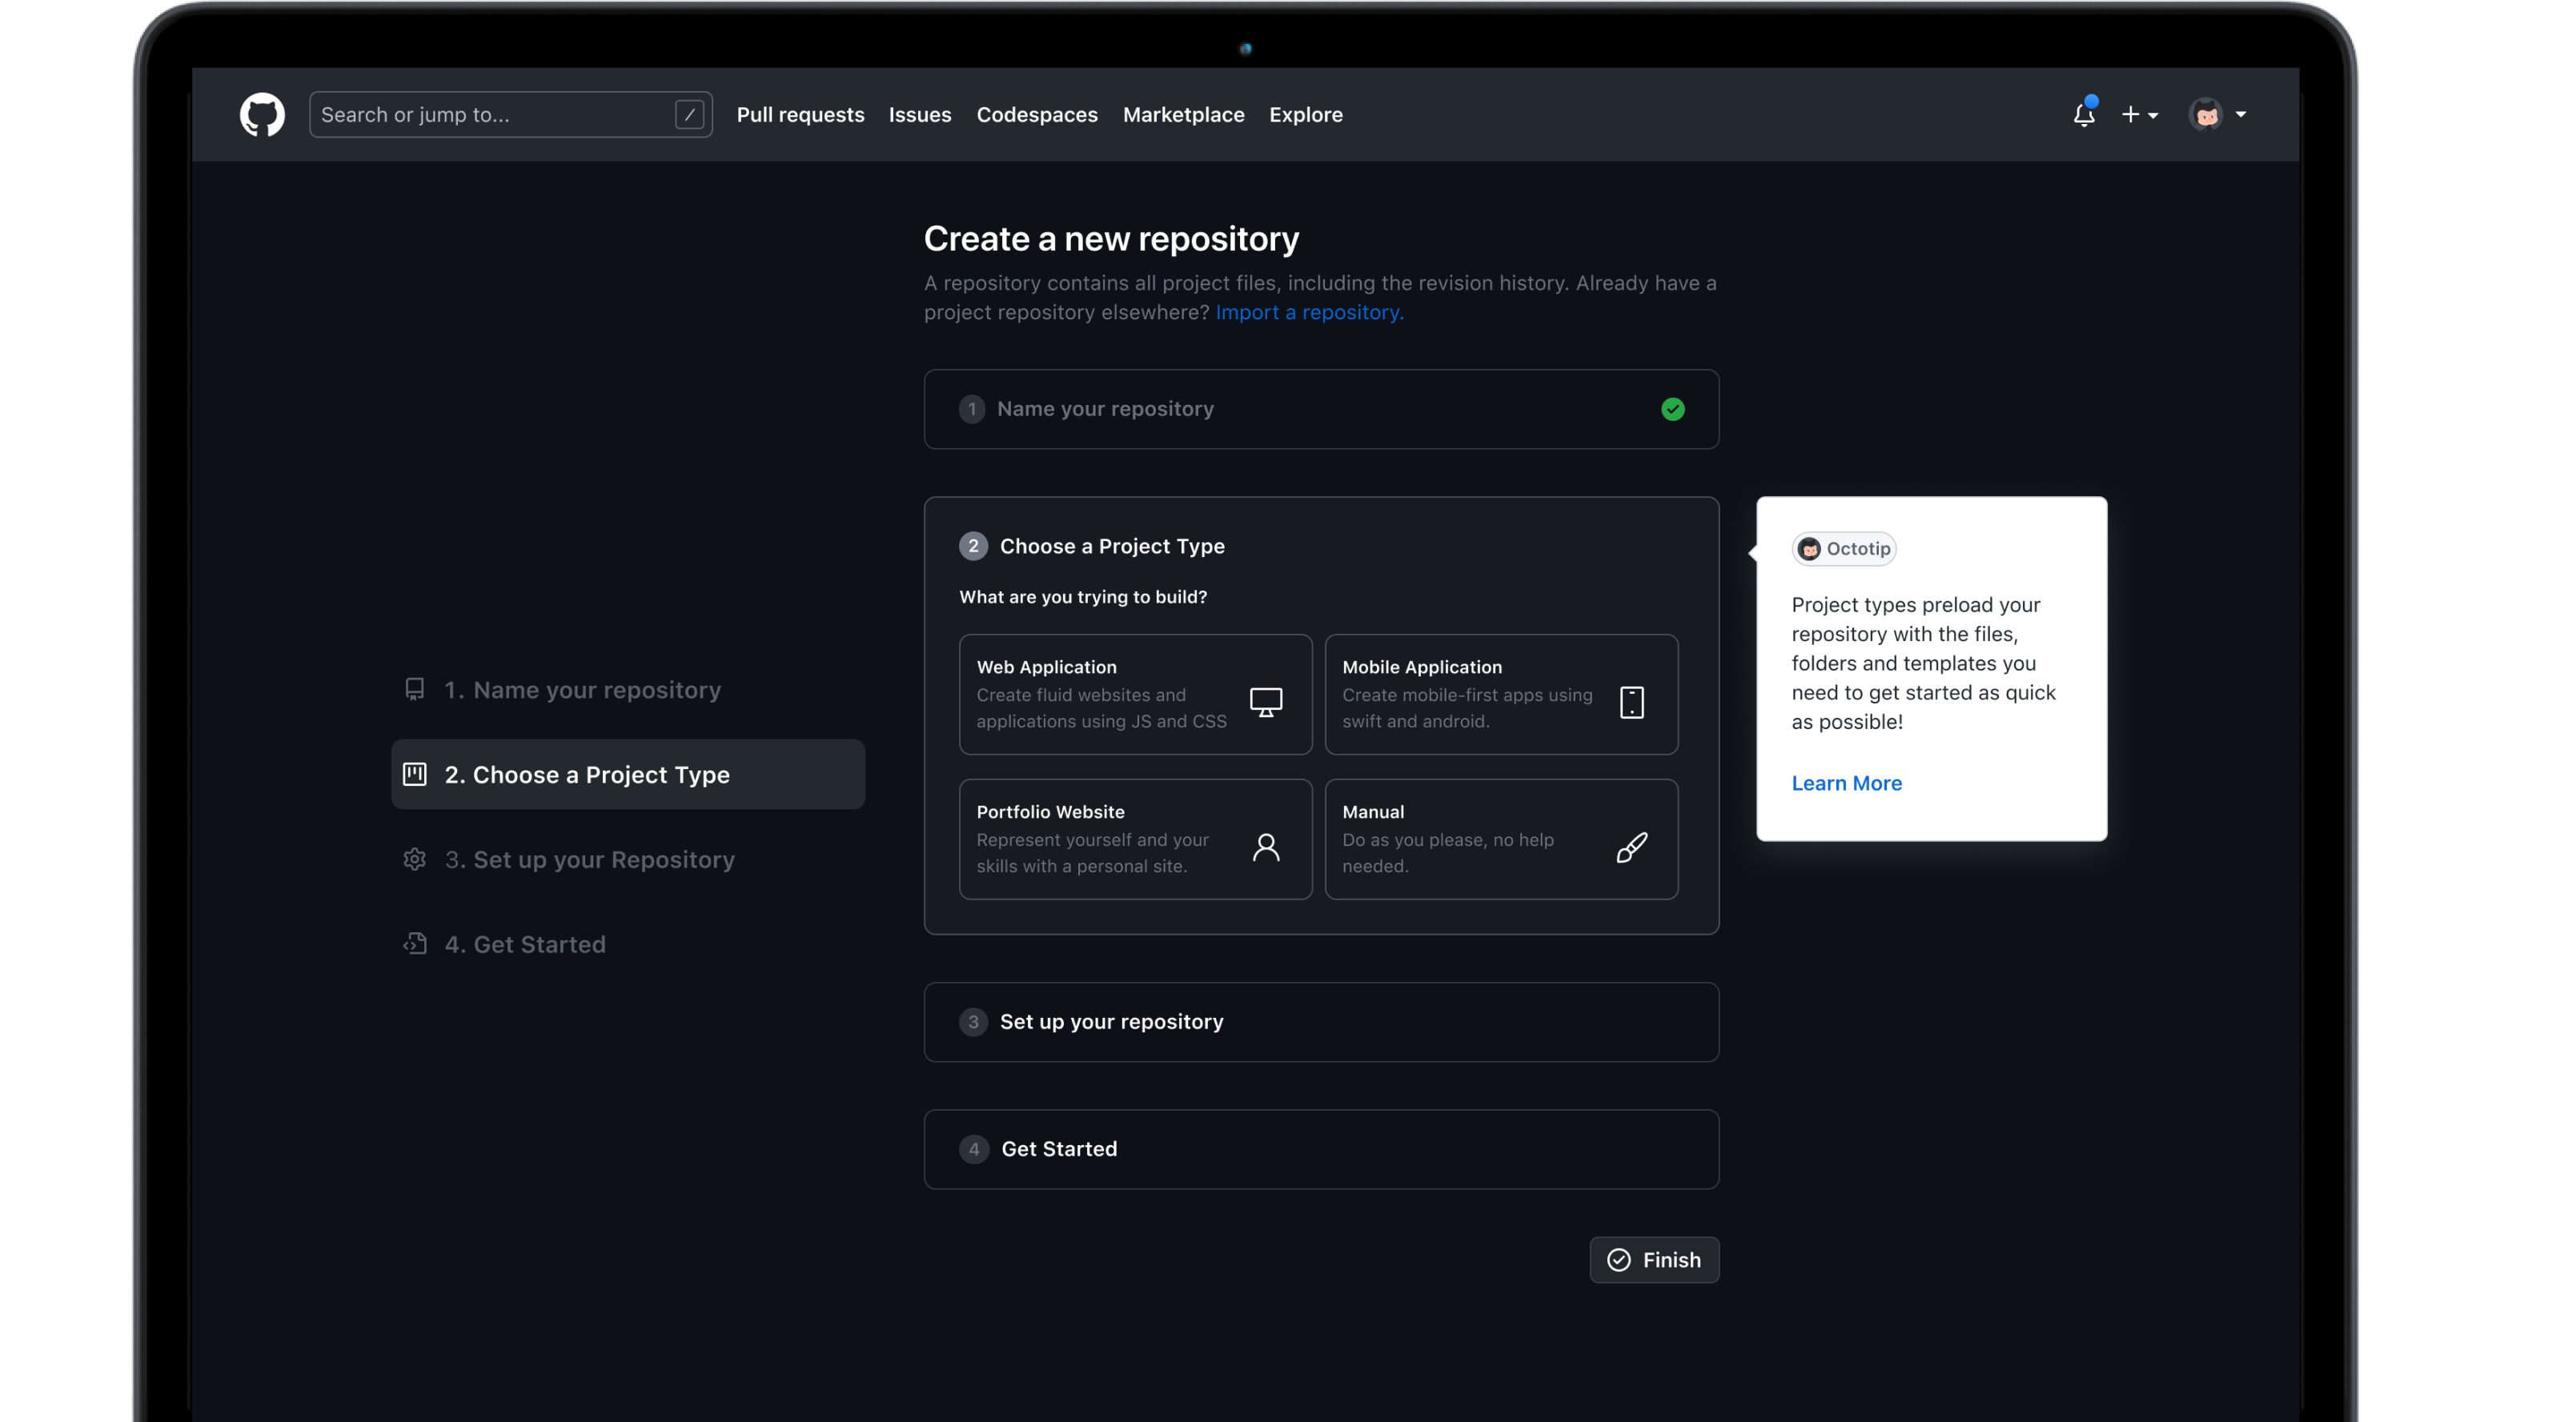 Search or jump to... /
Pull requests Issues Codespaces Marketplace Explore
Create a new repository
A repository contains all project files, including the revision history. Already have a
project repository elsewhere? Import a repository.
1 Name your repository
1. Name your repository
2. Choose a Project Type
3. Set up your Repository
4. Get Started
2 Choose a Project Type
What are you trying to build?
Web Application
Create fluid websites and
applications using JS and CSS
Mobile Application
Create mobile-first apps using
swift and android.
Portfolio Website
Represent yourself and your
skills with a personal site.
Manual
Do as you please, no help
needed.
Octotip
Project types preload your
repository with the files,
folders and templates you
need to get started as quick
as possible!
Learn More
3 Set up your repository
4 Get Started
Finish